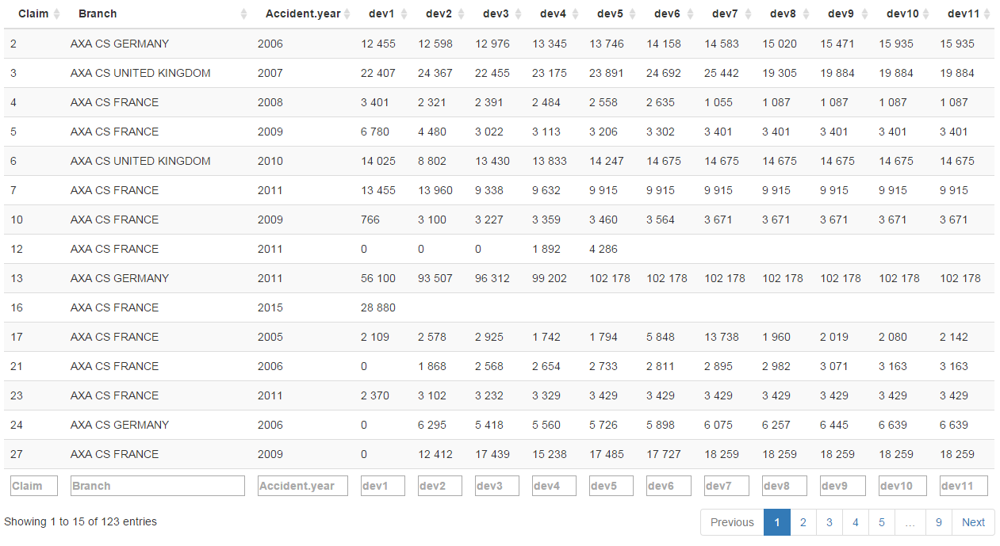 Claim Branch Accident.year dev1 dev2 dev3 dev4 dev5 dev6 dev7 dev8 dev9 dev10 dev11
2 AXA CS GERMANY 2006 12 455 12 598 12 976 13 345 13 746 14 158 14 583 15 020 15 471 15 935 15 935
3 AXA CS UNITED KINGDOM 2007 22 407 24 367 22 455 23 175 23 891 24 692 25 442 19 305 19 884 19 884 19 884
4 AXA CS FRANCE 2008 3 401 2 321 2 391 2 484 2 558 2 635 1 055 1 087 1 087 1 087 1 087
5 AXA CS FRANCE 2009 6 780 4 480 3 022 3 113 3 206 3 302 3 401 3 401 3 401 3 401 3 401
6 AXA CS UNITED KINGDOM 2010 14 025 8 802 13 430 13 833 14 247 14 675 14 675 14 675 14 675 14 675 14 675
7 AXA CS FRANCE 2011 13 455 13 960 9 338 9 632 9 915 9 915 9 915 9 915 9 915 9 915 9 915
10 AXA CS FRANCE 2009 766 3 100 3 227 3 359 3 460 3 564 3 671 3 671 3 671 3 671 3 671
12 AXA CS FRANCE 2011 0 0 0 1 892 4 286
13 AXA CS GERMANY 2011 56 100 93 507 96 312 99 202 102 178 102 178 102 178 102 178 102 178 102 178 102 178
16 AXA CS FRANCE 2015 28 880
17 AXA CS FRANCE 2005 2 109 2 578 2 925 1 742 1 794 5 848 13 738 1 960 2 019 2 080 2 142
21 AXA CS FRANCE 2006 0 1 868 2 568 2 654 2 733 2 811 2 895 2 982 3 071 3 163 3 163
23 AXA CS FRANCE 2011 2 370 3 102 3 232 3 329 3 429 3 429 3 429 3 429 3 429 3 429 3 429
24 AXA CS GERMANY 2006 0 6 295 5 418 5 560 5 726 5 898 6 075 6 257 6 445 6 639 6 639
27 AXA CS FRANCE 2009 0 12 412 17 439 15 238 17 485 17 727 18 259 18 259 18 259 18 259 18 259
Claim Branch Accident.year dev1 dev2 dev3 dev4 dev5 dev6 dev7 dev8 dev9 dev10 dev11
Showing 1 to 15 of 123 entries Previous 1 2 3 4 5 … 9 Next